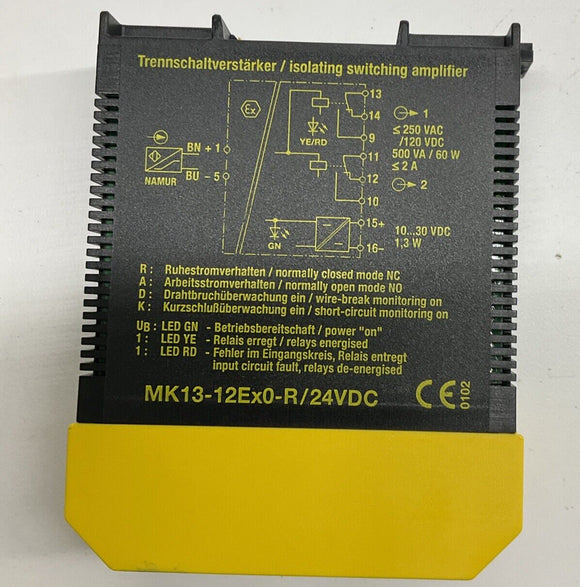 Trennschaltverstärker / isolating switching amplifier
13
Ex
14
1
≤ 250 VAC
/120 VDC
500 VA / 60 W
≤ 2 A
YE/RD
9
BN + 1
11
NAMUR
BU - 5
12
2
10
15+
10...30 VDC
1,3 W
GN
16-
R : Ruhestromverhalten / normally closed mode NC
A : Arbeitsstromverhalten / normally open mode NO
D : Drahtbruchüberwachung ein / wire-break monitoring on
K : Kurzschlußüberwachung ein / short-circuit monitoring on
UB : LED GN - Betriebsbereitschaft / power "on"
1 : LED YE - Relais erregt / relays energised
1 : LED RD - Fehler im Eingangskreis, Relais entregt
input circuit fault, relays de-energised
MK13-12Ex0-R/24VDC
CE 0102